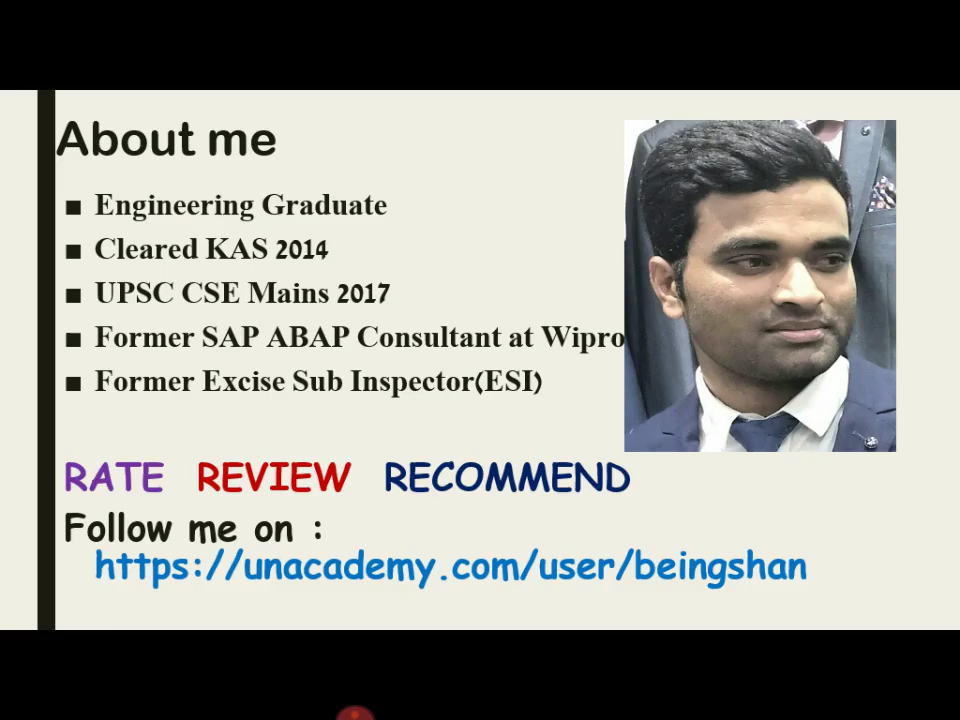 About me
Engineering Graduate
Cleared KAS 2014
UPSC CSE Mains 2017
Former SAP ABAP Consultant at Wipro
Former Excise Sub Inspector(ESI)
RATE REVIEW RECOMMEND
Follow me on :
https://unacademy.com/user/beingshan